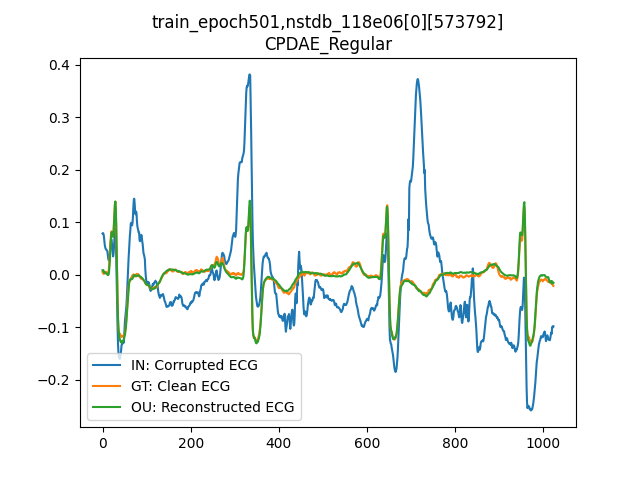 train_epoch501,nstdb_118e06[0][573792]
CPDAE_Regular
0.4
0.3
0.2
0.1
0.0
−0.1
−0.2
IN: Corrupted ECG
GT: Clean ECG
OU: Reconstructed ECG
0 200 400 600 800 1000